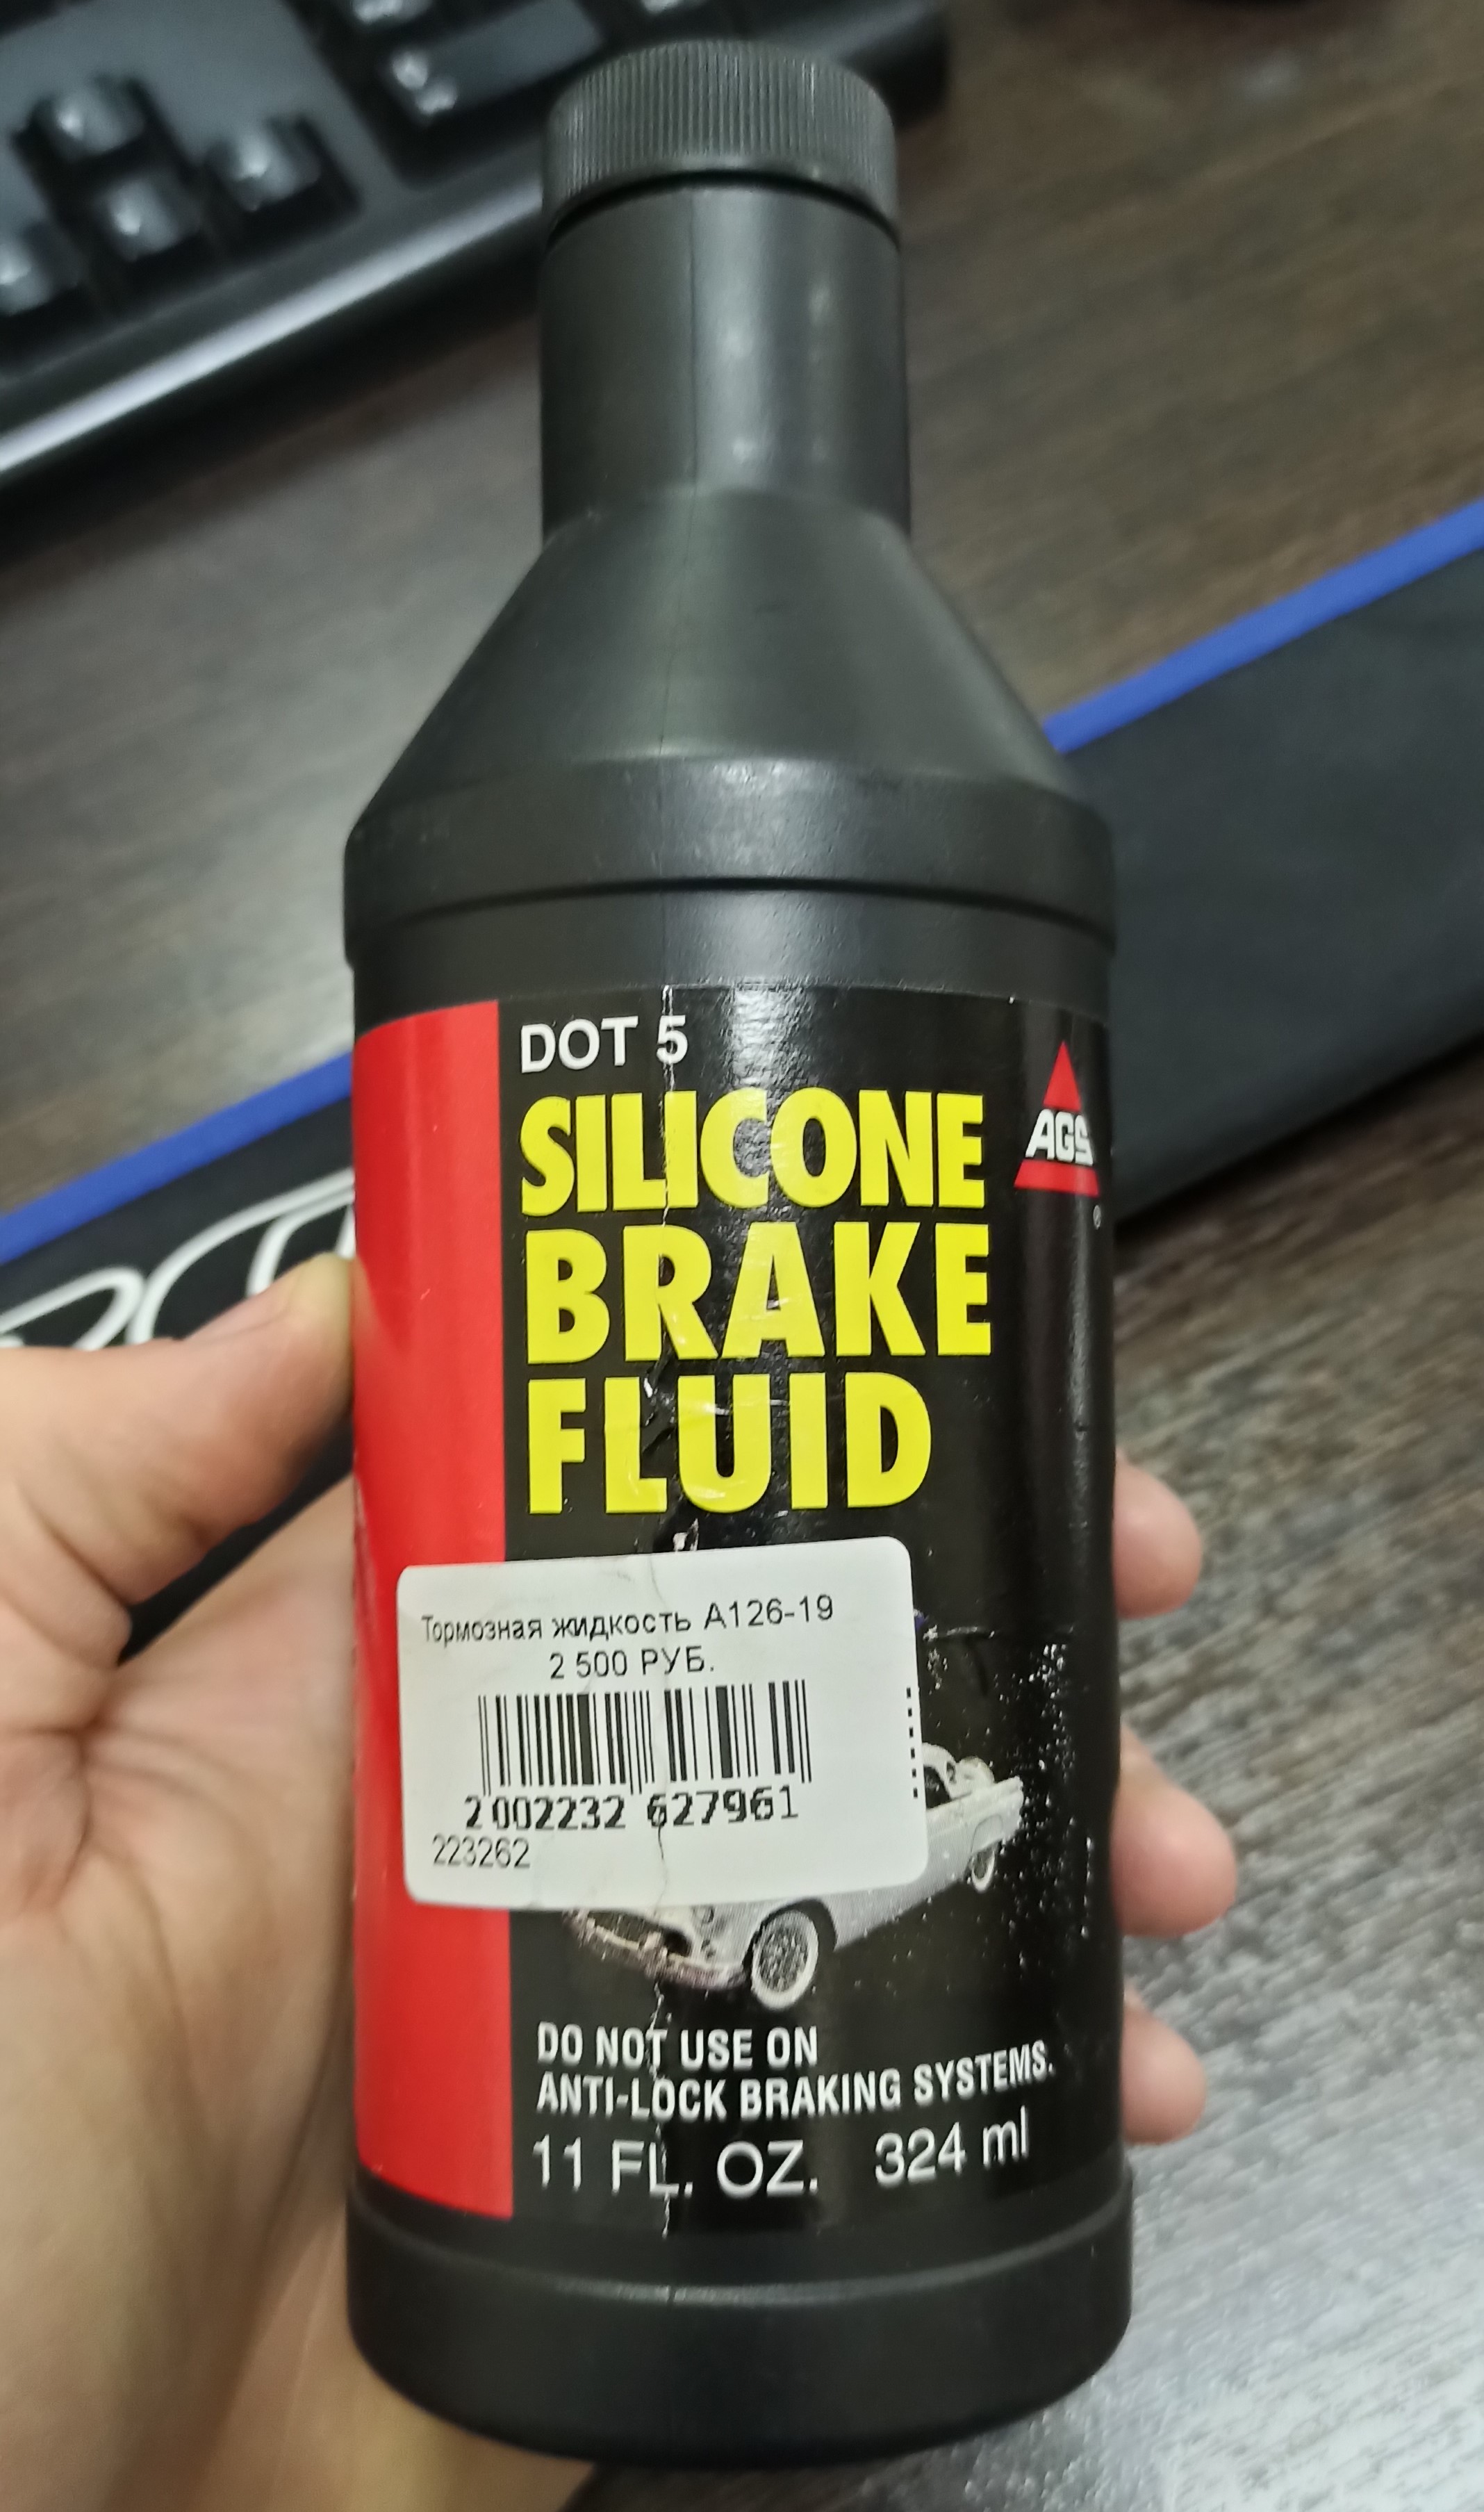 DOT 5
SILICONE
BRAKE
FLUID
AGS
®
Тормозная жидкость А126-19
2 500 РУБ.
2 002232 627961
223262
DO NOT USE ON
ANTI-LOCK BRAKING SYSTEMS.
11 FL. OZ. 324 ml